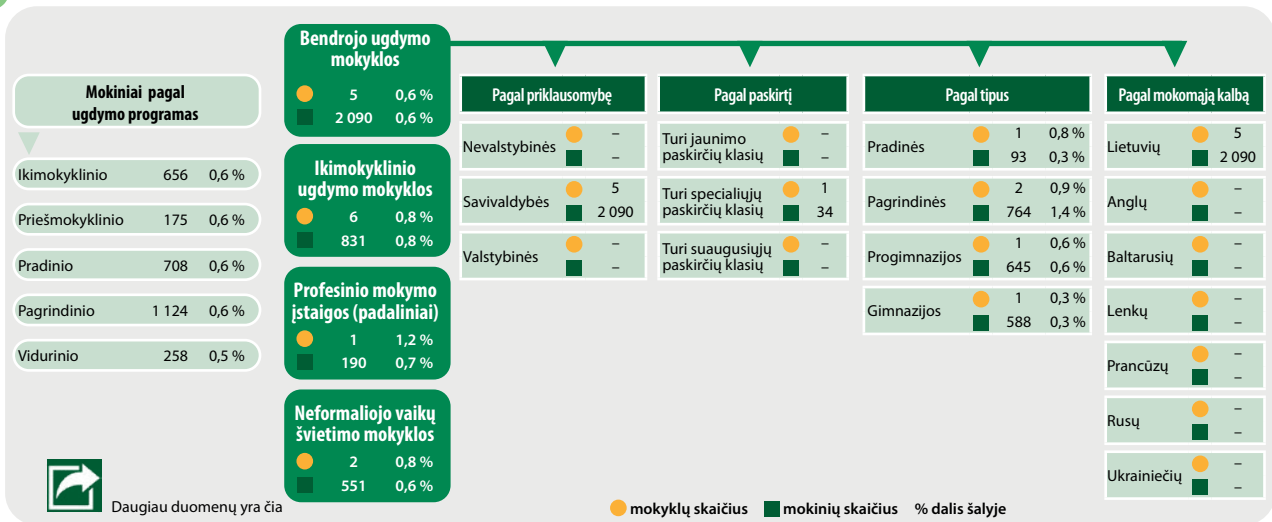 Mokiniai pagal
ugdymo programas
Ikimokyklinio 656 0,6 %
Priešmokyklinio 175 0,6 %
Pradinio 708 0,6 %
Pagrindinio 1 124 0,6 %
Vidurinio 258 0,5 %
Bendrojo ugdymo
mokyklos
5 0,6 %
2 090 0,6 %
Ikimokyklinio
ugdymo mokyklos
6 0,8 %
831 0,8 %
Profesinio mokymo
įstaigos (padaliniai)
1 1,2 %
190 0,7 %
Neformaliojo vaikų
švietimo mokyklos
2 0,8 %
551 0,6 %
Pagal priklausomybę
Nevalstybinės –
–
Savivaldybės 5
2 090
Valstybinės –
–
Pagal paskirtį
Turi jaunimo –
paskirčių klasių –
Turi specialiųjų 1
paskirčių klasių 34
Turi suaugusiųjų –
paskirčių klasių –
Pagal tipus
Pradinės 1 0,8 %
93 0,3 %
Pagrindinės 2 0,9 %
764 1,4 %
Progimnazijos 1 0,6 %
645 0,6 %
Gimnazijos 1 0,3 %
588 0,3 %
Pagal mokomąją kalbą
Lietuvių 5
2 090
Anglų –
–
Baltarusių –
–
Lenkų –
–
Prancūzų –
–
Rusų –
–
Ukrainiečių –
–
Daugiau duomenų yra čia
mokyklų skaičius mokinių skaičius % dalis šalyje